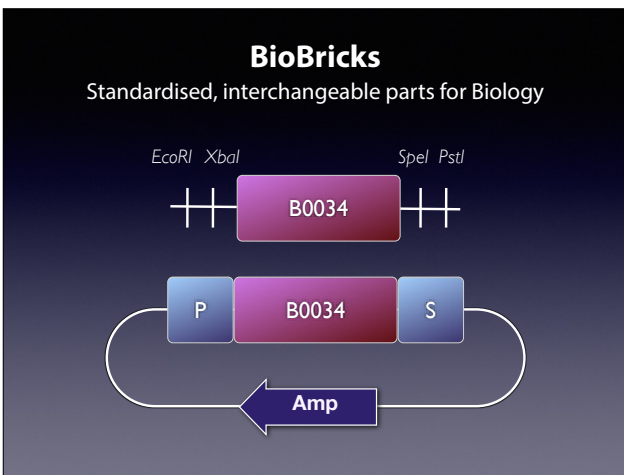 BioBricks
Standardised, interchangeable parts for Biology
EcoRI XbaI SpeI PstI
B0034
P B0034 S
Amp